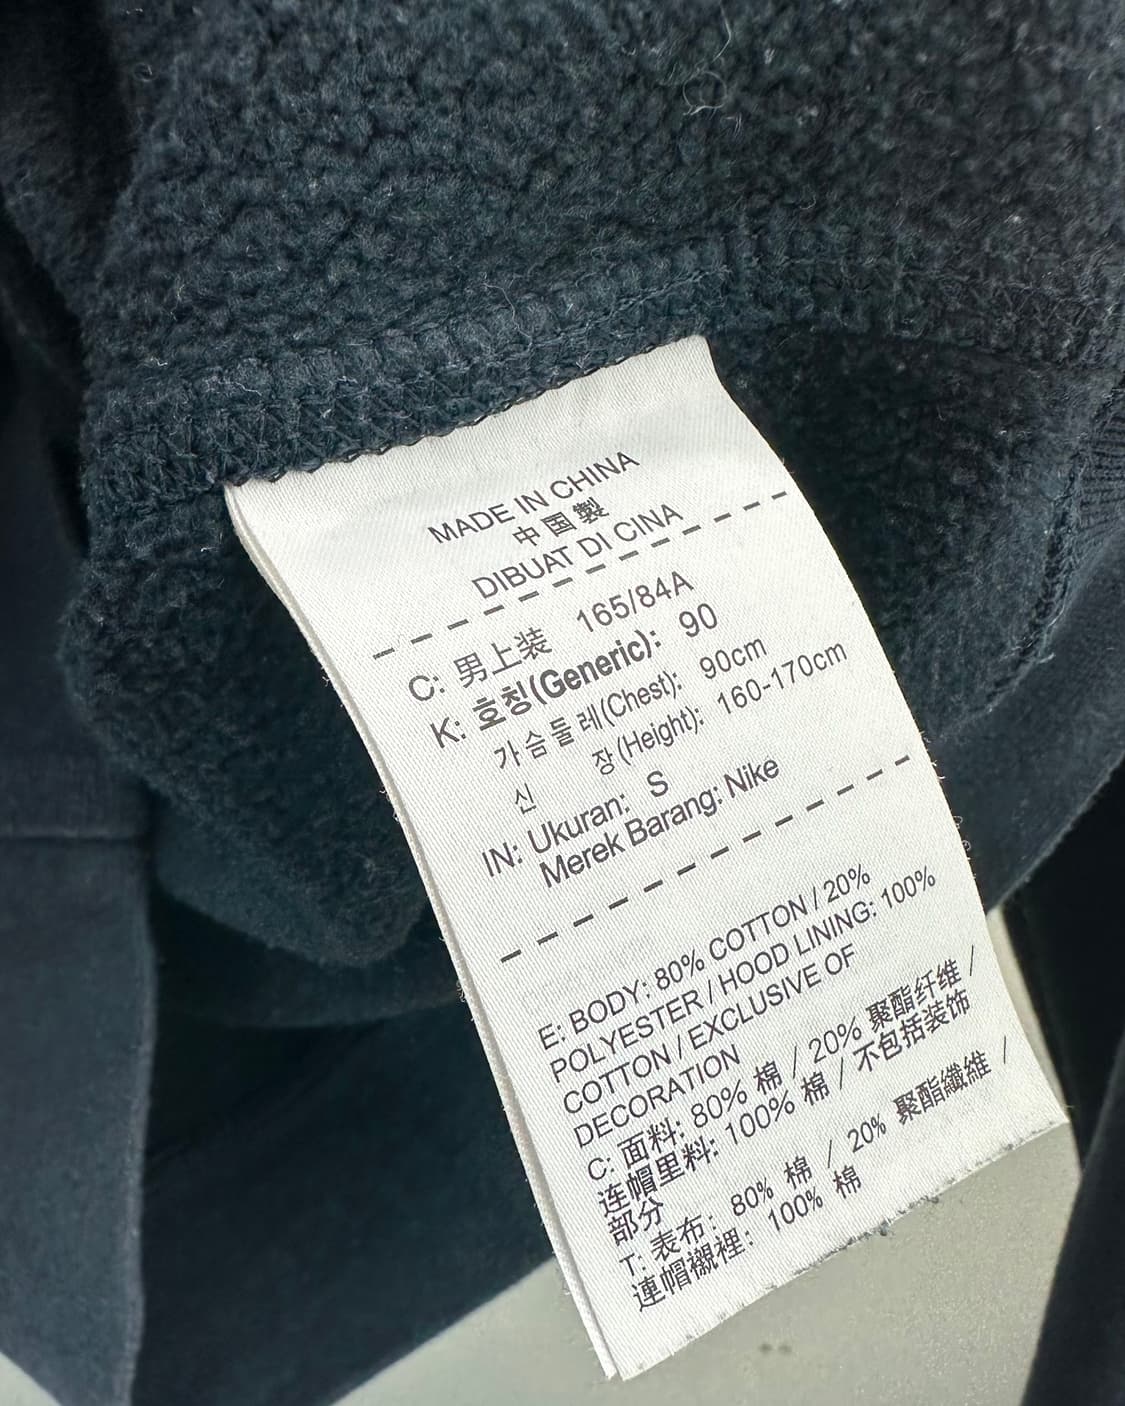 MADE IN CHINA
中国製
DIBUAT DI CINA
C: 男上装 165/84A
K: 호칭(Generic): 90
가슴둘레(Chest): 90cm
신 장(Height): 160-170cm
IN: Ukuran: S
Merek Barang: Nike
E: BODY: 80% COTTON / 20%
POLYESTER / HOOD LINING: 100%
COTTON / EXCLUSIVE OF
DECORATION
C: 面料: 80% 棉 / 20% 聚酯纤维 /
连帽里料: 100% 棉 / 不包括装饰
部分
T: 表布: 80% 棉 / 20% 聚酯纖維 /
連帽襯裡: 100% 棉